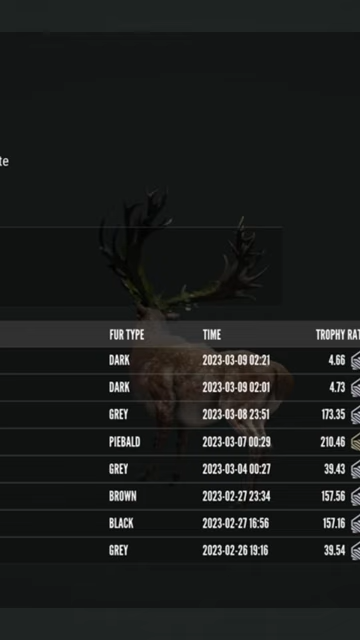 te
FUR TYPE TIME TROPHY RAT
DARK 2023-03-09 02:21 4.66
DARK 2023-03-09 02:01 4.73
GREY 2023-03-08 23:51 173.35
PIEBALD 2023-03-07 00:29 210.46
GREY 2023-03-04 00:27 39.43
BROWN 2023-02-27 23:34 157.56
BLACK 2023-02-27 16:56 157.16
GREY 2023-02-26 19:16 39.54